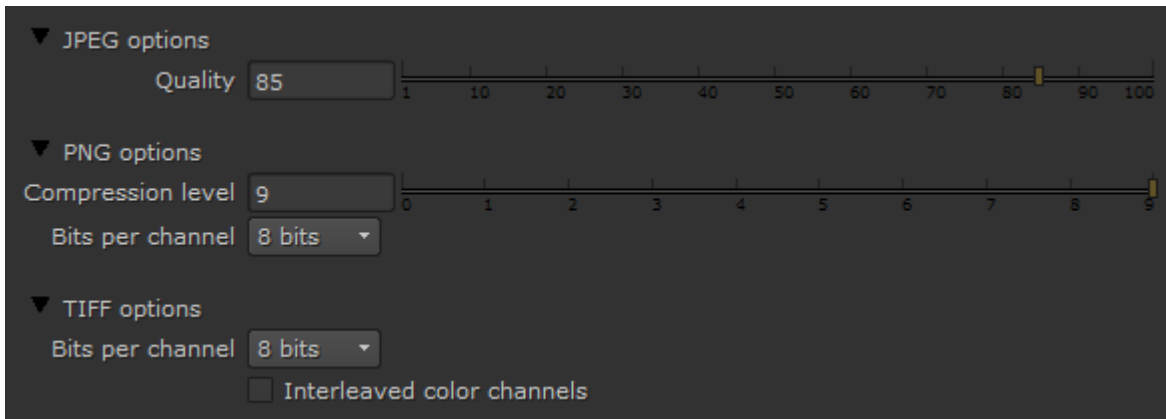 JPEG options
Quality 85
1 10 20 30 40 50 60 70 80 90 100
PNG options
Compression level 9
0 1 2 3 4 5 6 7 8 9
Bits per channel 8 bits
TIFF options
Bits per channel 8 bits
Interleaved color channels